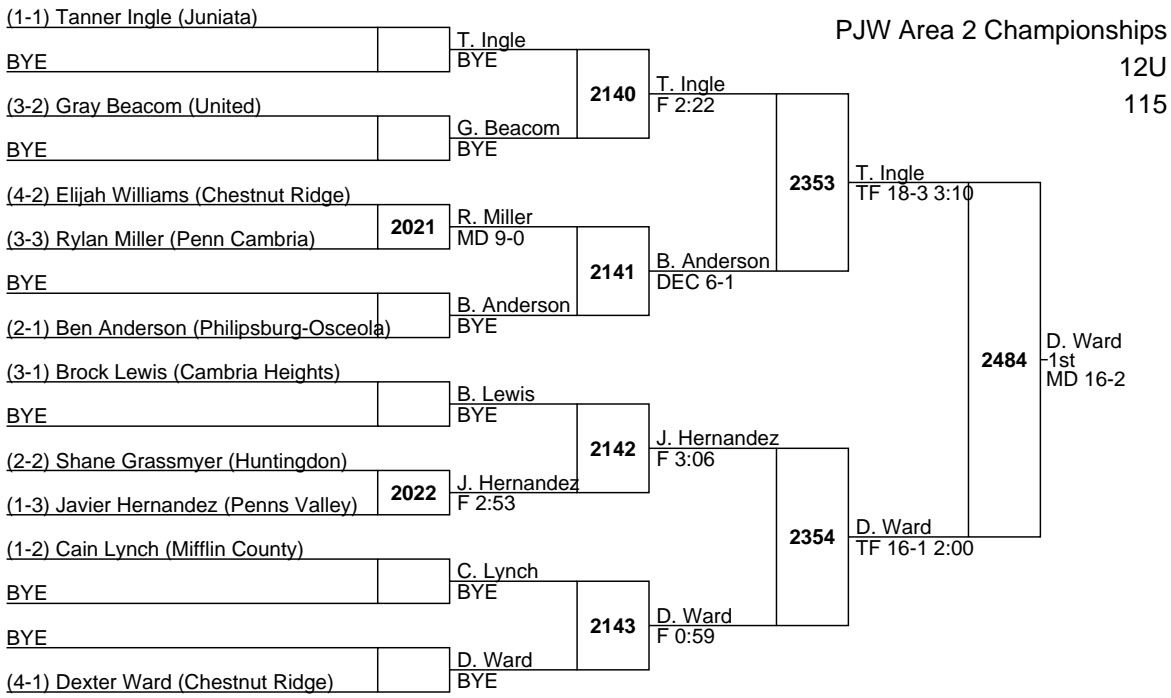 PJW Area 2 Championships
12U
115
(1-1) Tanner Ingle (Juniata)
BYE
(3-2) Gray Beacom (United)
BYE
(4-2) Elijah Williams (Chestnut Ridge)
2021
(3-3) Rylan Miller (Penn Cambria)
BYE
(2-1) Ben Anderson (Philipsburg-Osceola)
(3-1) Brock Lewis (Cambria Heights)
BYE
(2-2) Shane Grassmyer (Huntingdon)
2022
(1-3) Javier Hernandez (Penns Valley)
(1-2) Cain Lynch (Mifflin County)
BYE
BYE
(4-1) Dexter Ward (Chestnut Ridge)
T. Ingle
BYE
2140
G. Beacom
BYE
R. Miller
MD 9-0
2141
B. Anderson
BYE
B. Lewis
BYE
2142
J. Hernandez
F 2:53
C. Lynch
BYE
2143
D. Ward
BYE
T. Ingle
F 2:22
2353
B. Anderson
DEC 6-1
J. Hernandez
F 3:06
2354
D. Ward
F 0:59
T. Ingle
TF 18-3 3:10
2484
D. Ward
TF 16-1 2:00
D. Ward
1st
MD 16-2